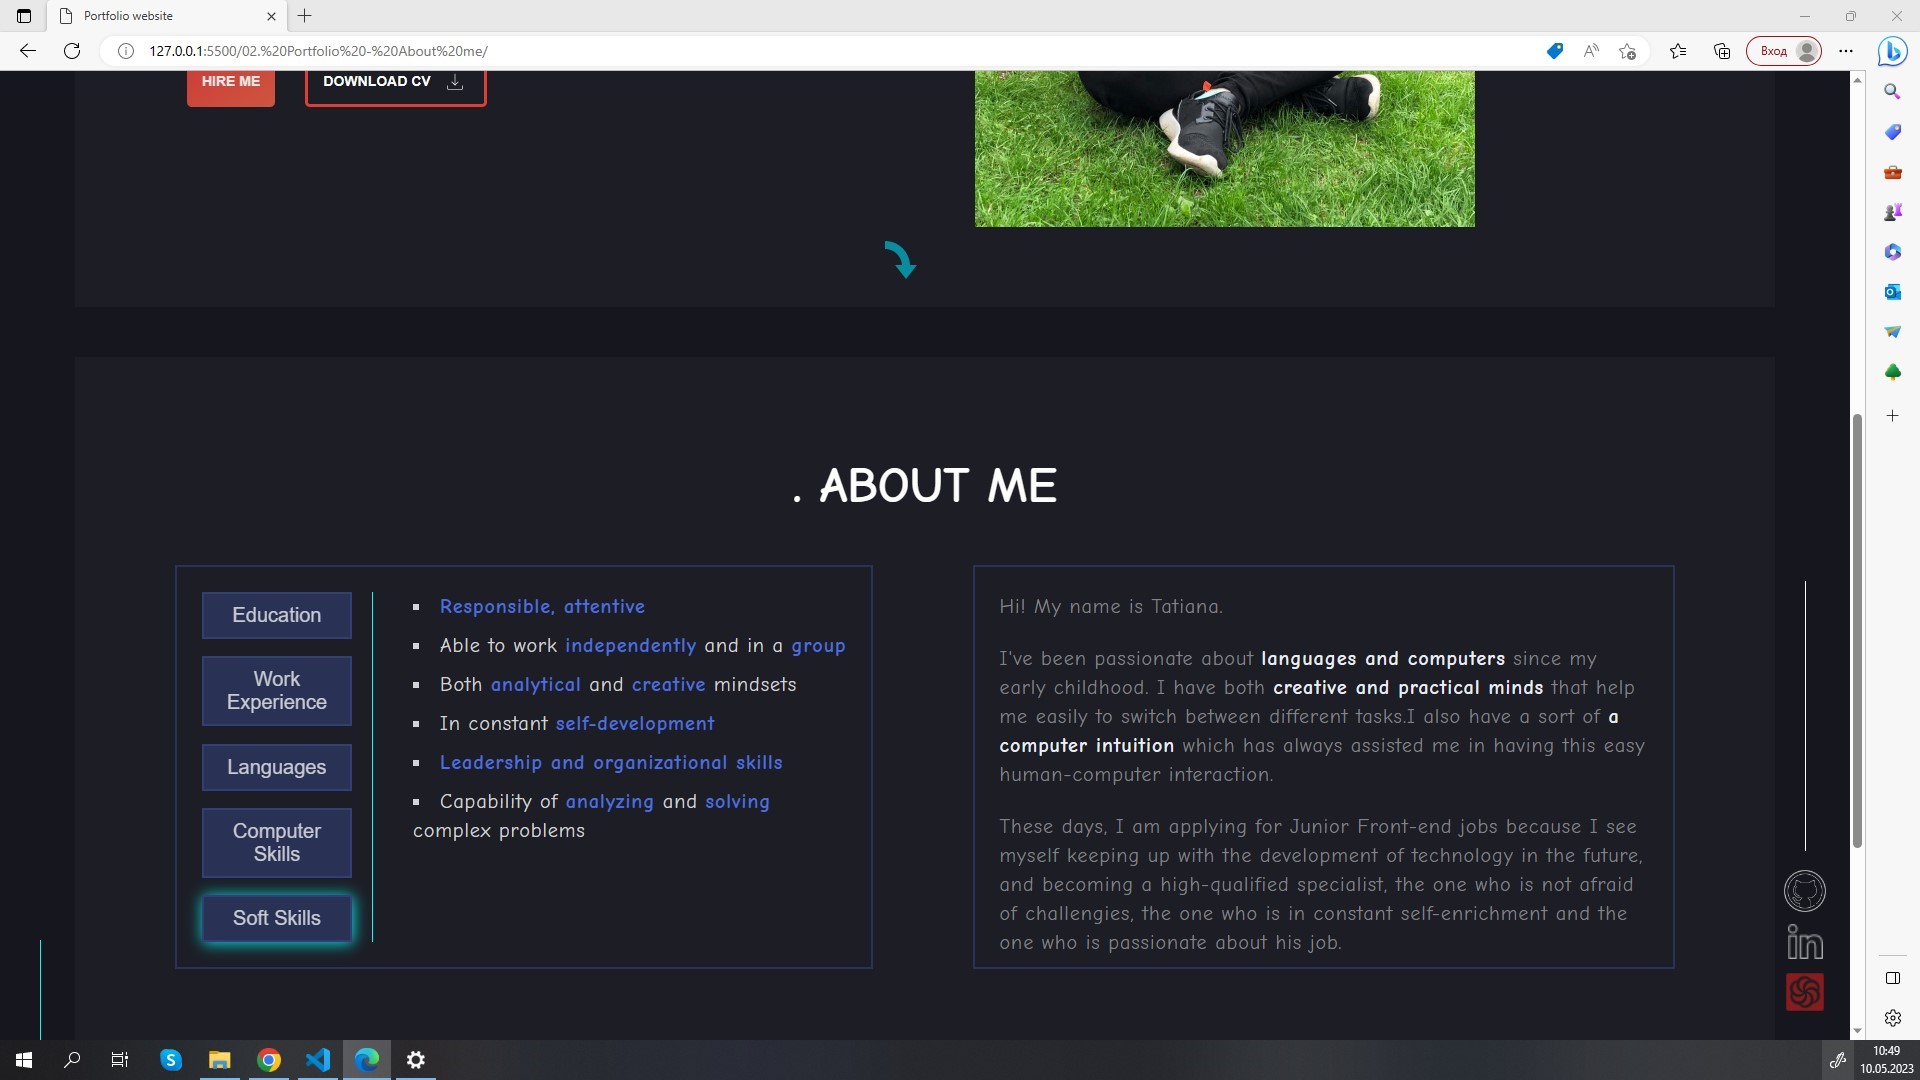 Portfolio website
127.0.0.1:5500/02.%20Portfolio%20-%20About%20me/
Вход
HIRE ME
DOWNLOAD CV
. ABOUT ME
Education
Work
Experience
Languages
Computer
Skills
Soft Skills
Responsible, attentive
Able to work independently and in a group
Both analytical and creative mindsets
In constant self-development
Leadership and organizational skills
Capability of analyzing and solving
complex problems
Hi! My name is Tatiana.
I've been passionate about languages and computers since my
early childhood. I have both creative and practical minds that help
me easily to switch between different tasks.I also have a sort of a
computer intuition which has always assisted me in having this easy
human-computer interaction.
These days, I am applying for Junior Front-end jobs because I see
myself keeping up with the development of technology in the future,
and becoming a high-qualified specialist, the one who is not afraid
of challengies, the one who is in constant self-enrichment and the
one who is passionate about his job.
in
10:49
10.05.2023